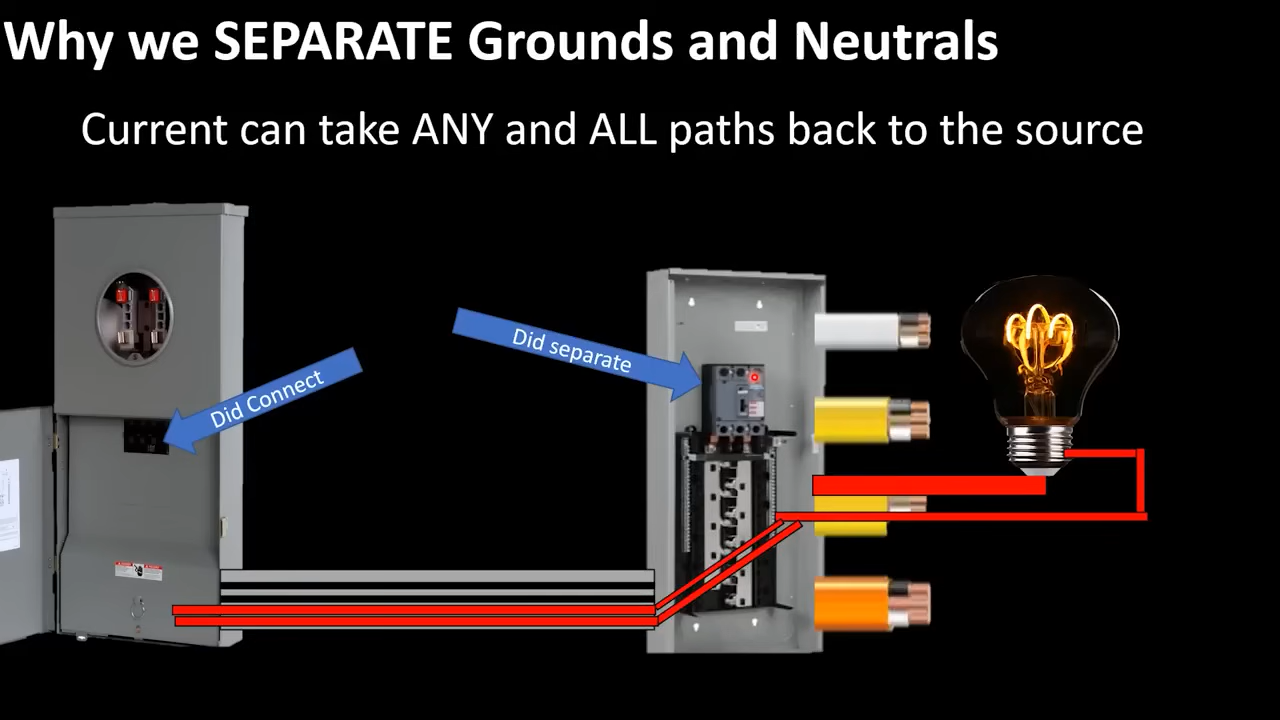 Why we SEPARATE Grounds and Neutrals
Current can take ANY and ALL paths back to the source
Did separate
Did Connect